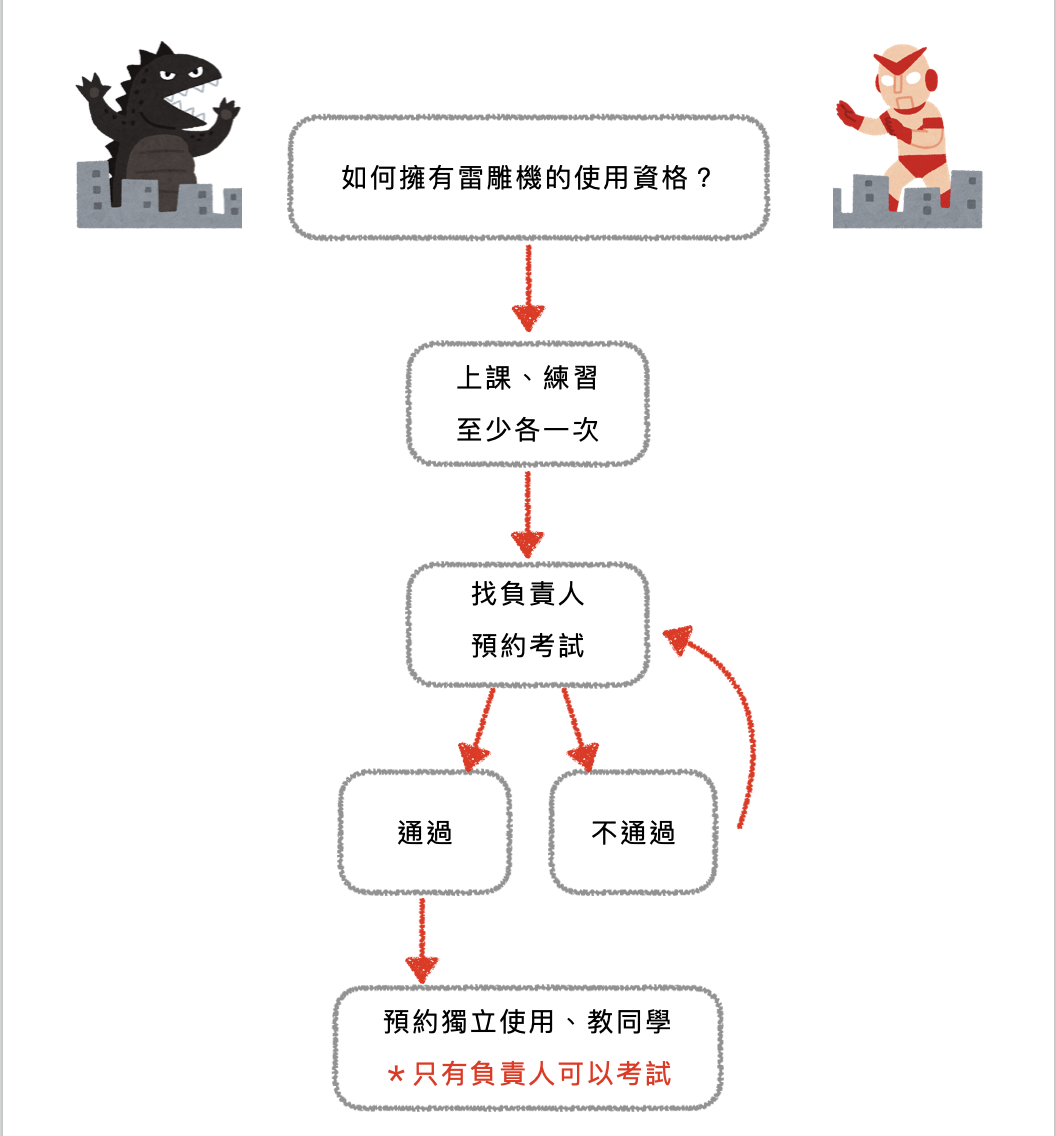 如何擁有雷雕機的使用資格？
上課、練習
至少各一次
找負責人
預約考試
通過
不通過
預約獨立使用、教同學
＊只有負責人可以考試